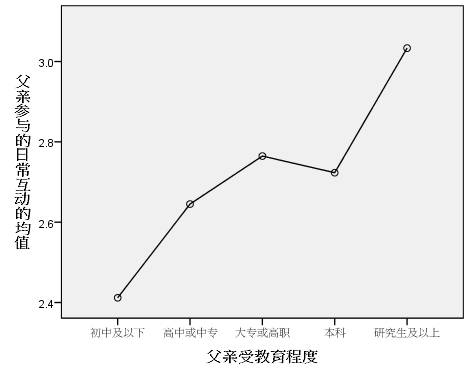 父亲参与的日常互动的均值
3.0
2.8
2.6
2.4
初中及以下 高中或中专 大专或高职 本科 研究生及以上
父亲受教育程度